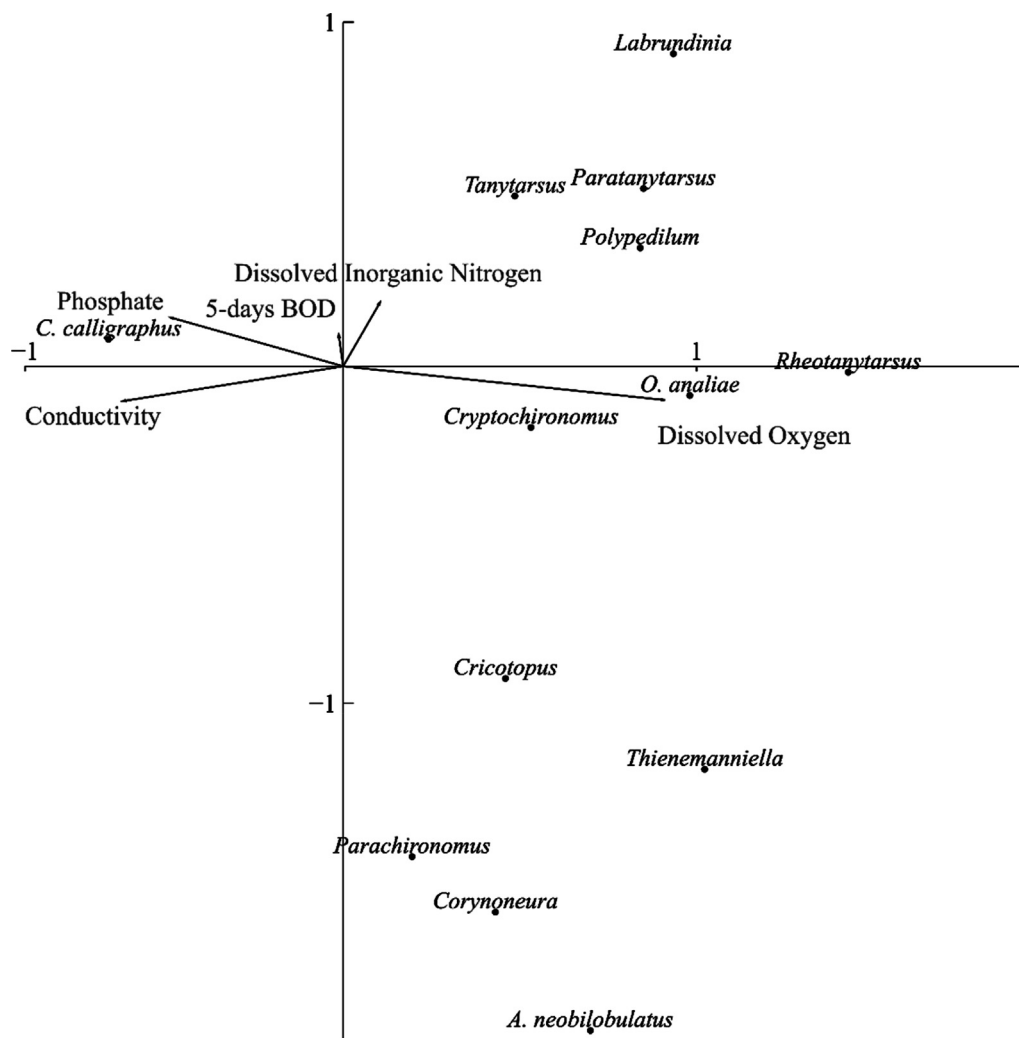 1
Labrundinia
Tanytarsus
Paratanytarsus
Polypedilum
Dissolved Inorganic Nitrogen
Phosphate
5-days BOD
C. calligraphus
−1
1
Rheotanytarsus
O. analiae
Conductivity
Cryptochironomus
Dissolved Oxygen
Cricotopus
−1
Thienemanniella
Parachironomus
Corynoneura
A. neobilobulatus